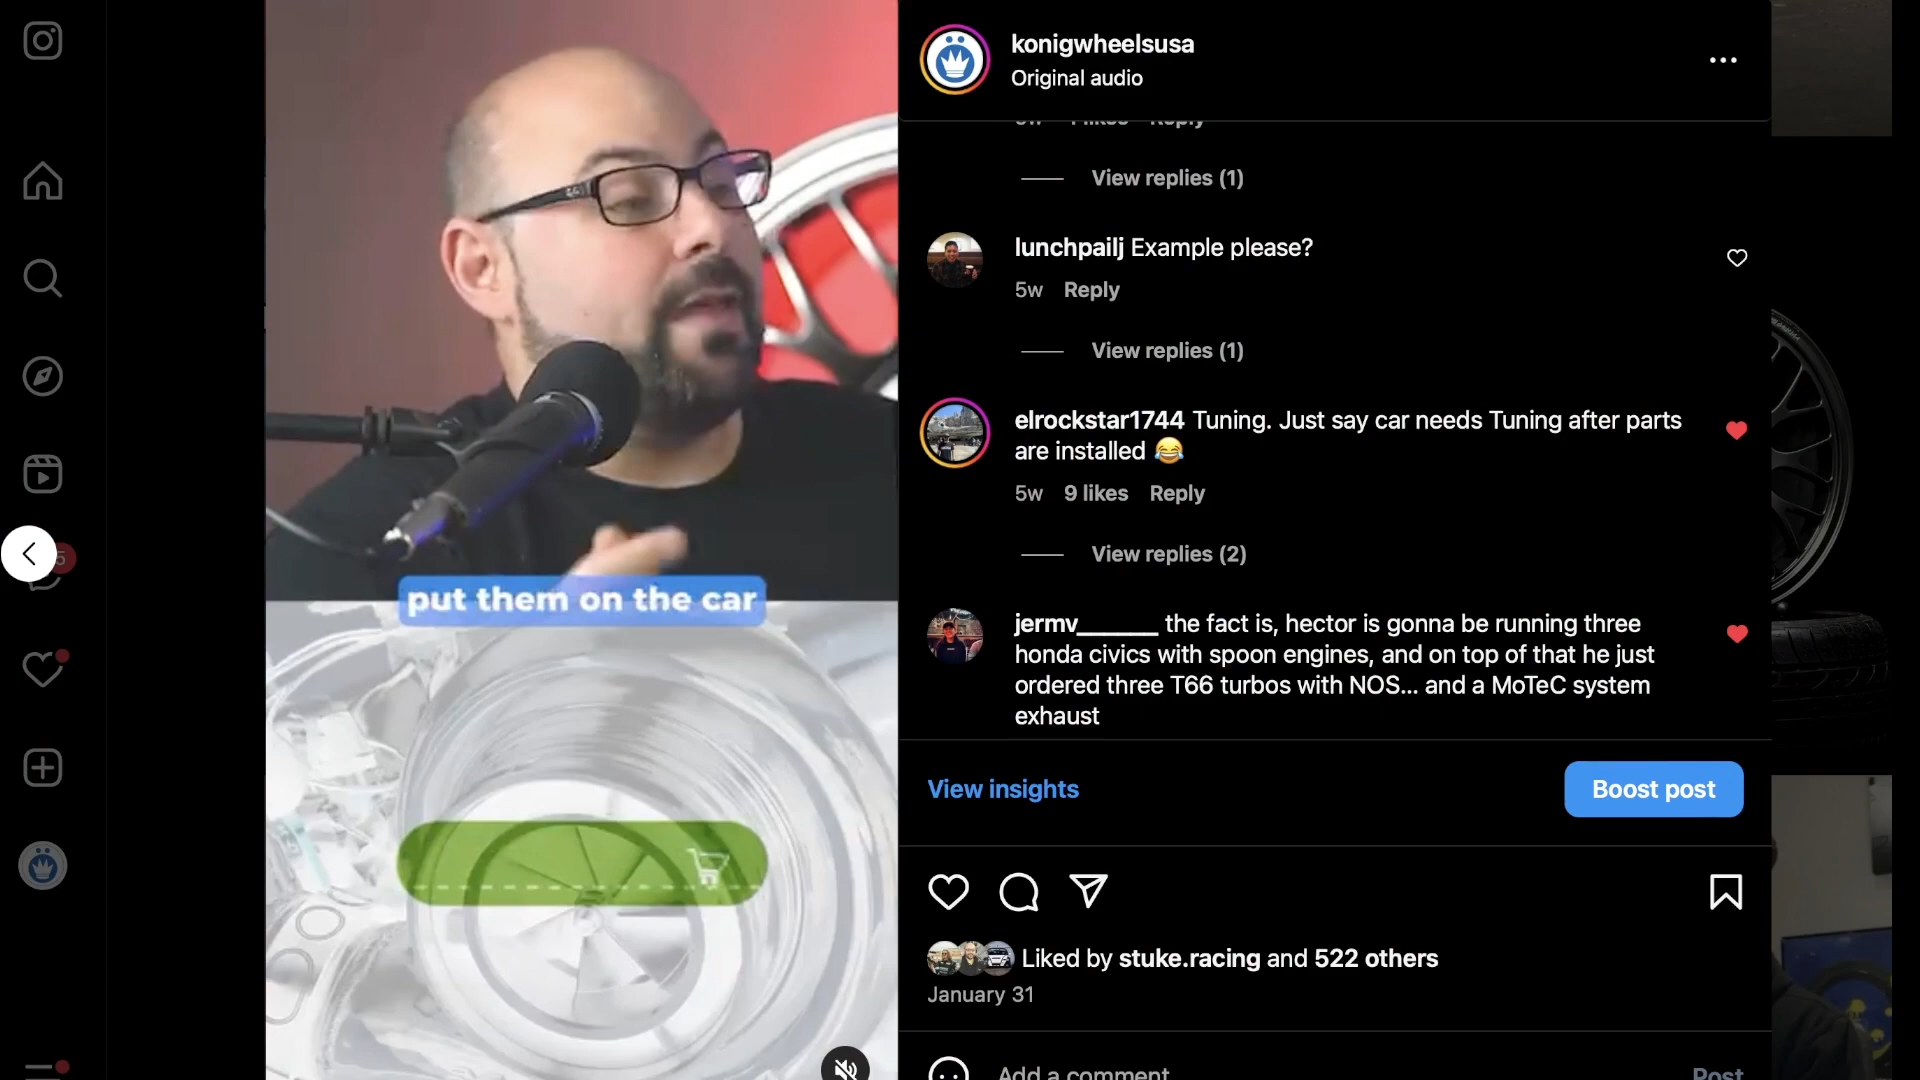 konigwheelsusa
Original audio
Reply
View replies (1)
lunchpailj Example please?
5w Reply
View replies (1)
elrockstar1744 Tuning. Just say car needs Tuning after parts
are installed 😂
5w 9 likes Reply
View replies (2)
jermv_______ the fact is, hector is gonna be running three
honda civics with spoon engines, and on top of that he just
ordered three T66 turbos with NOS... and a MoTeC system
exhaust
View insights
Boost post
Liked by stuke.racing and 522 others
January 31
Add a comment
Post
put them on the car
5